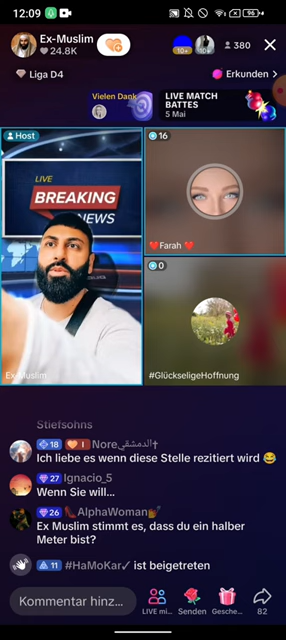 12:09
96
Ex-Muslim
24.8K
10+
10+
380
Liga D4
Erkunden
Vielen Dank
LIVE MATCH
BATTES
5 Mai
Host
LIVE
BREAKING
NEWS
Ex-Muslim
16
❤️Farah ❤️
0
#GlückseligeHoffnung
Stiefsohns
18 I Nore الدمشقي✝
Ich liebe es wenn diese Stelle rezitiert wird 😂
27 Ignacio_5
Wenn Sie will...
26 👠AlphaWoman💅
Ex Muslim stimmt es, dass du ein halber
Meter bist?
11 #HaMoKar✓ ist beigetreten
Kommentar hinz...
LIVE mi...
Senden
Gesche...
82